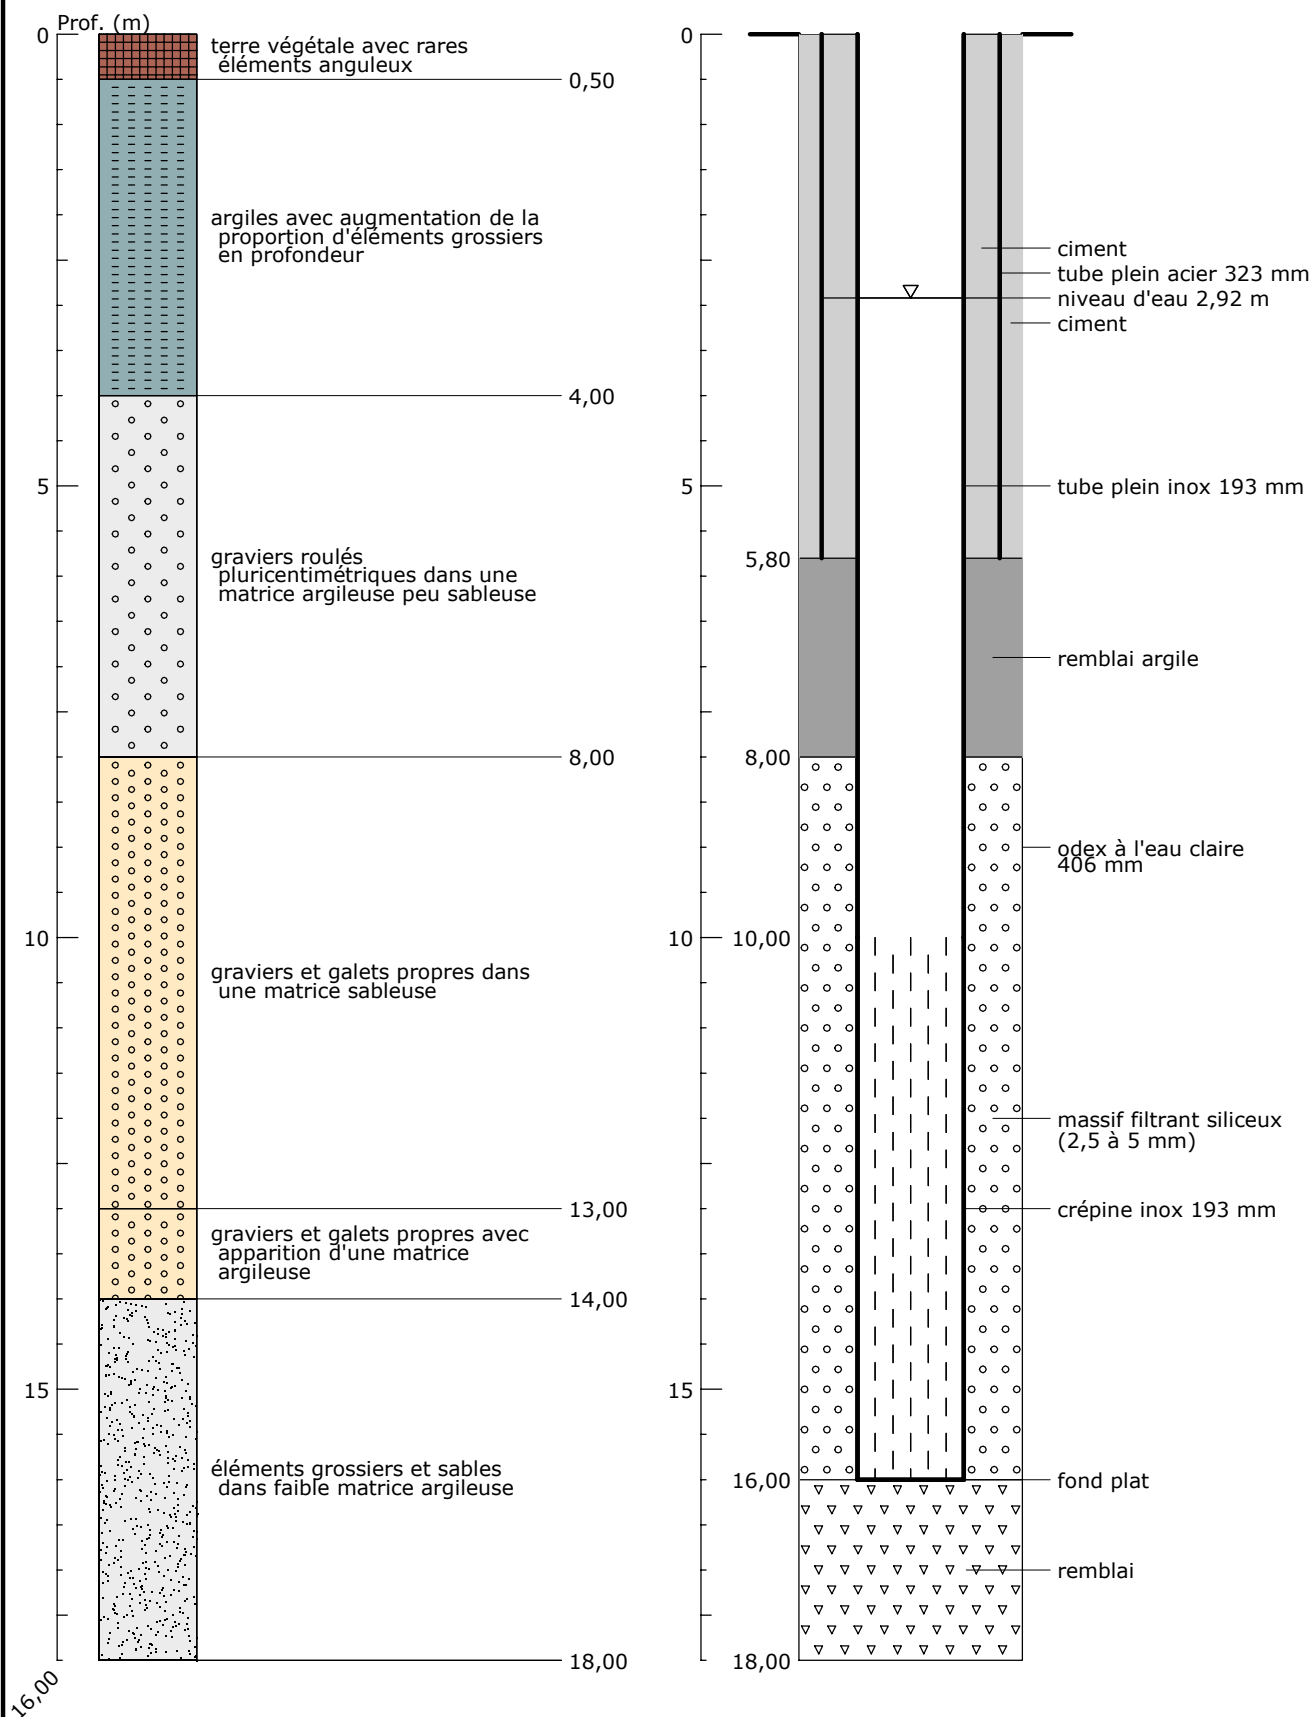 Prof. (m)
0
terre végétale avec rares
éléments anguleux
0,50
argiles avec augmentation de la
proportion d'éléments grossiers
en profondeur
4,00
5
graviers roulés
pluricentimétriques dans une
matrice argileuse peu sableuse
8,00
10
graviers et galets propres dans
une matrice sableuse
13,00
graviers et galets propres avec
apparition d'une matrice
argileuse
14,00
15
éléments grossiers et sables
dans faible matrice argileuse
18,00
16,00
0
ciment
tube plein acier 323 mm
niveau d'eau 2,92 m
ciment
5
tube plein inox 193 mm
5,80
remblai argile
8,00
odex à l'eau claire
406 mm
10
10,00
massif filtrant siliceux
(2,5 à 5 mm)
crépine inox 193 mm
15
16,00
fond plat
remblai
18,00